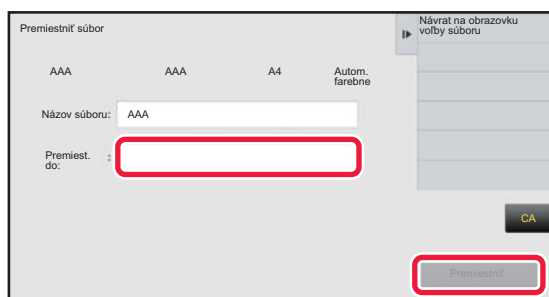 Premiestniť súbor
Návrat na obrazovku
voľby súboru
AAA AAA A4 Autom.
farebne
Názov súboru: AAA
Premiest. :
do:
CA
Premiestniť